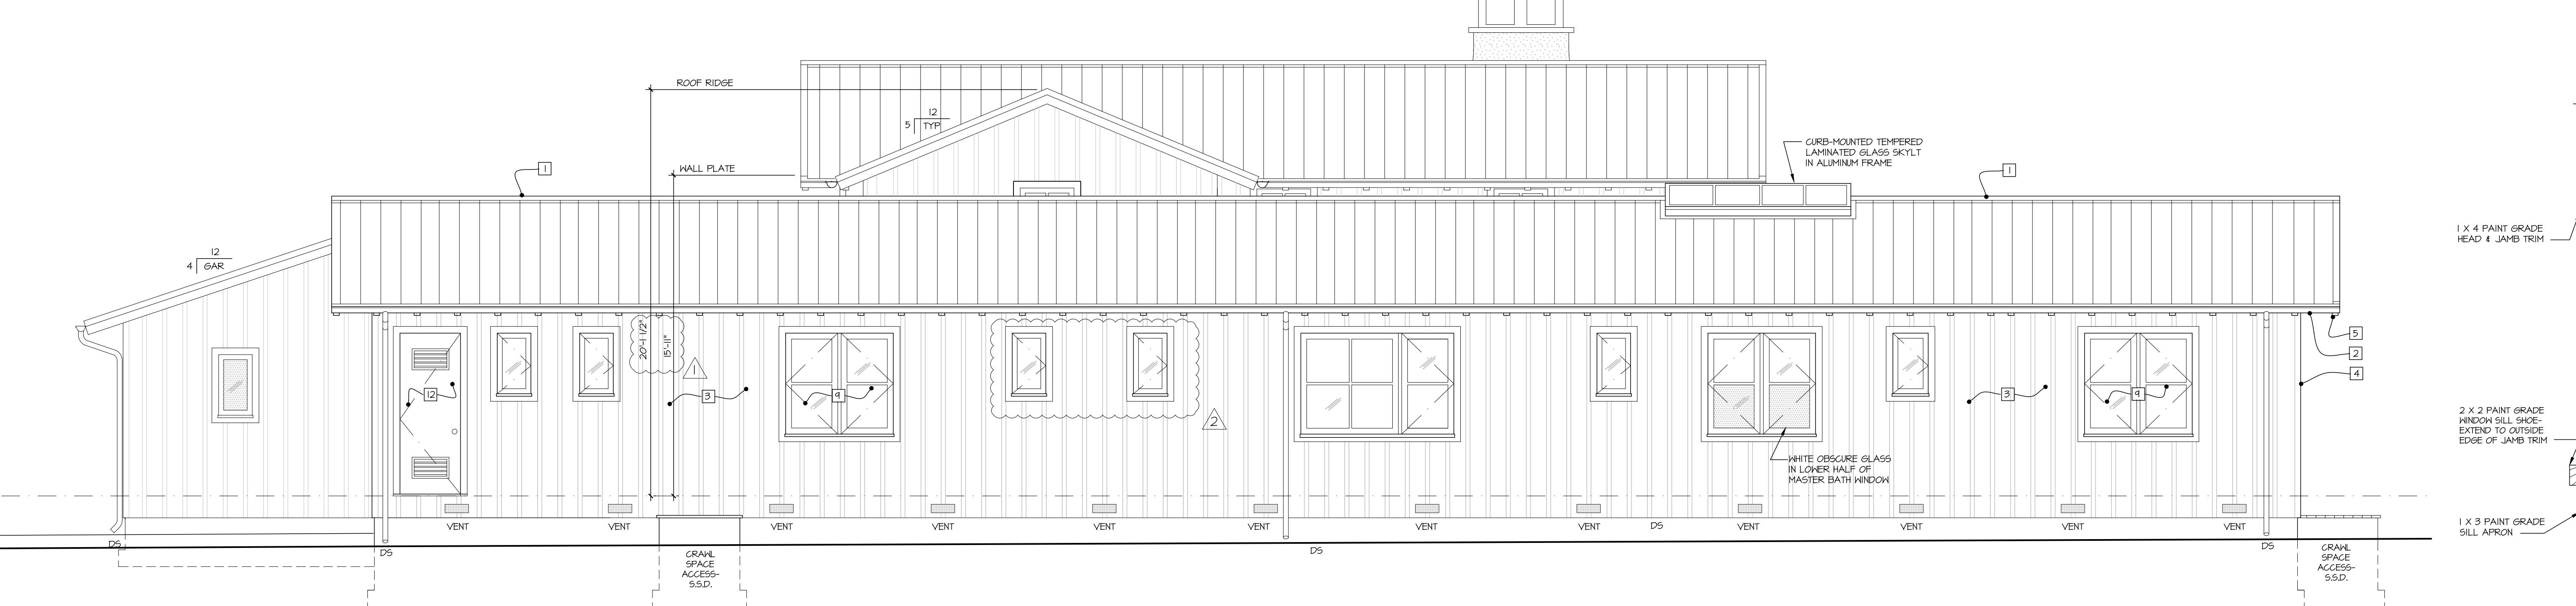 ROOF RIDGE
12
5
TYP
CURB-MOUNTED TEMPERED
LAMINATED GLASS SKYLT
IN ALUMINUM FRAME
1
WALL PLATE
1
12
4
GAR
1 X 4 PAINT GRADE
HEAD & JAMB TRIM
20'-1 1/2"
15'-11"
1
5
2
4
12
3
9
2
3
9
2 X 2 PAINT GRADE
WINDOW SILL SHOE-
EXTEND TO OUTSIDE
EDGE OF JAMB TRIM
WHITE OBSCURE GLASS
IN LOWER HALF OF
MASTER BATH WINDOW
VENT
VENT
VENT
VENT
VENT
VENT
VENT
VENT
DS
VENT
VENT
VENT
VENT
1 X 3 PAINT GRADE
SILL APRON
DS
DS
DS
DS
CRAWL
SPACE
ACCESS-
S.S.D.
CRAWL
SPACE
ACCESS-
S.S.D.